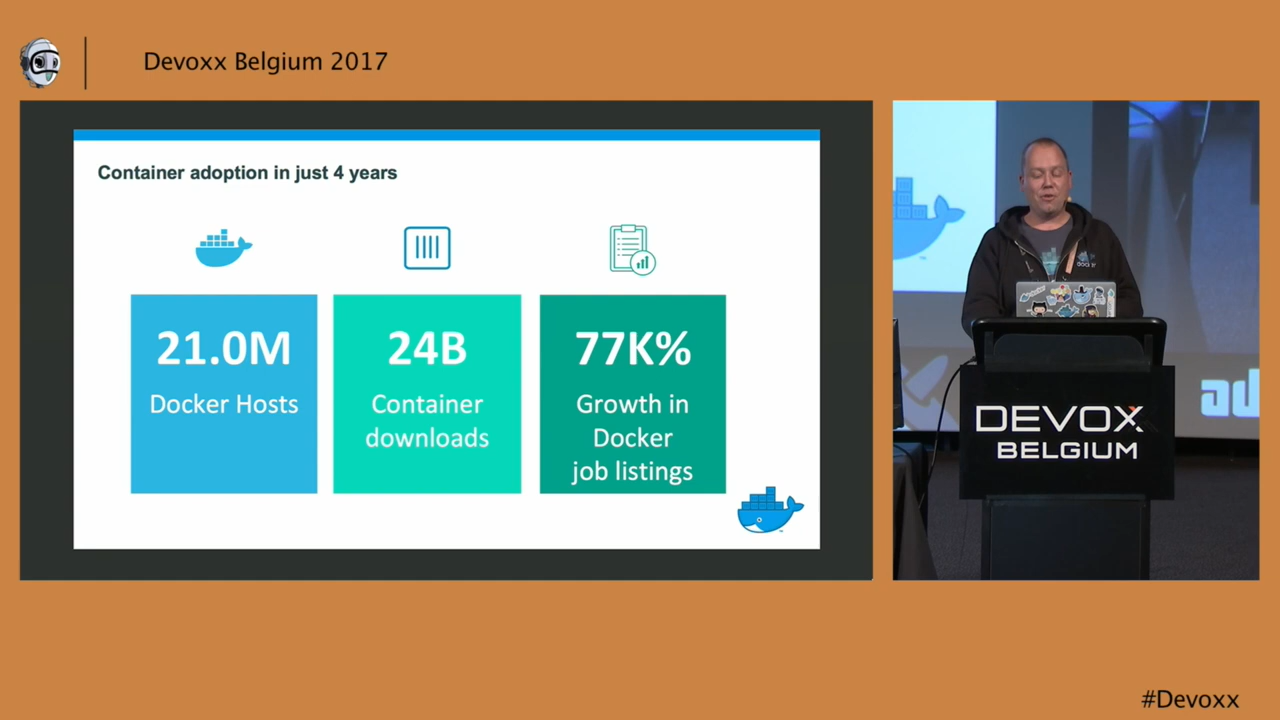 Devoxx Belgium 2017
Container adoption in just 4 years
21.0M
Docker Hosts
24B
Container
downloads
77K%
Growth in
Docker
job listings
ad
DEVOXX
BELGIUM
#Devoxx